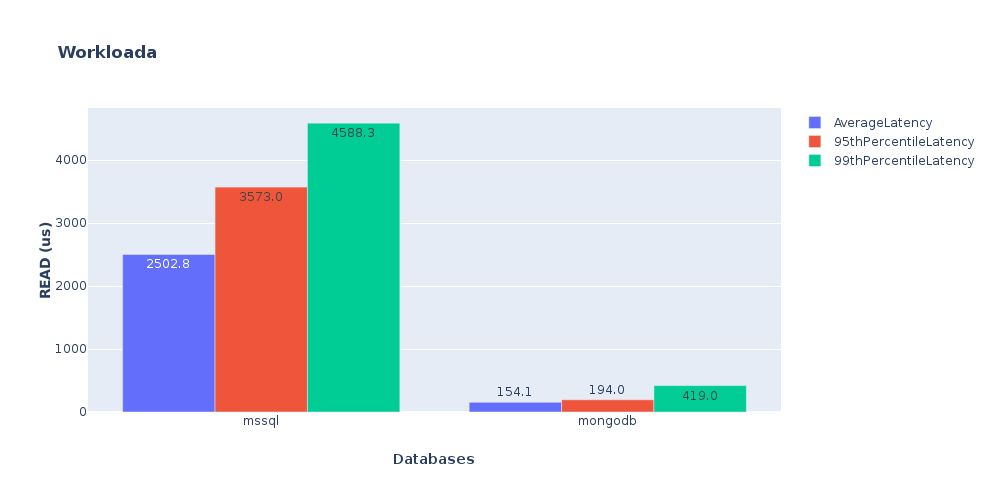 Workloada
AverageLatency
95thPercentileLatency
99thPercentileLatency
READ (us)
4000
3000
2000
1000
0
2502.8
3573.0
4588.3
154.1
194.0
419.0
mssql
mongodb
Databases